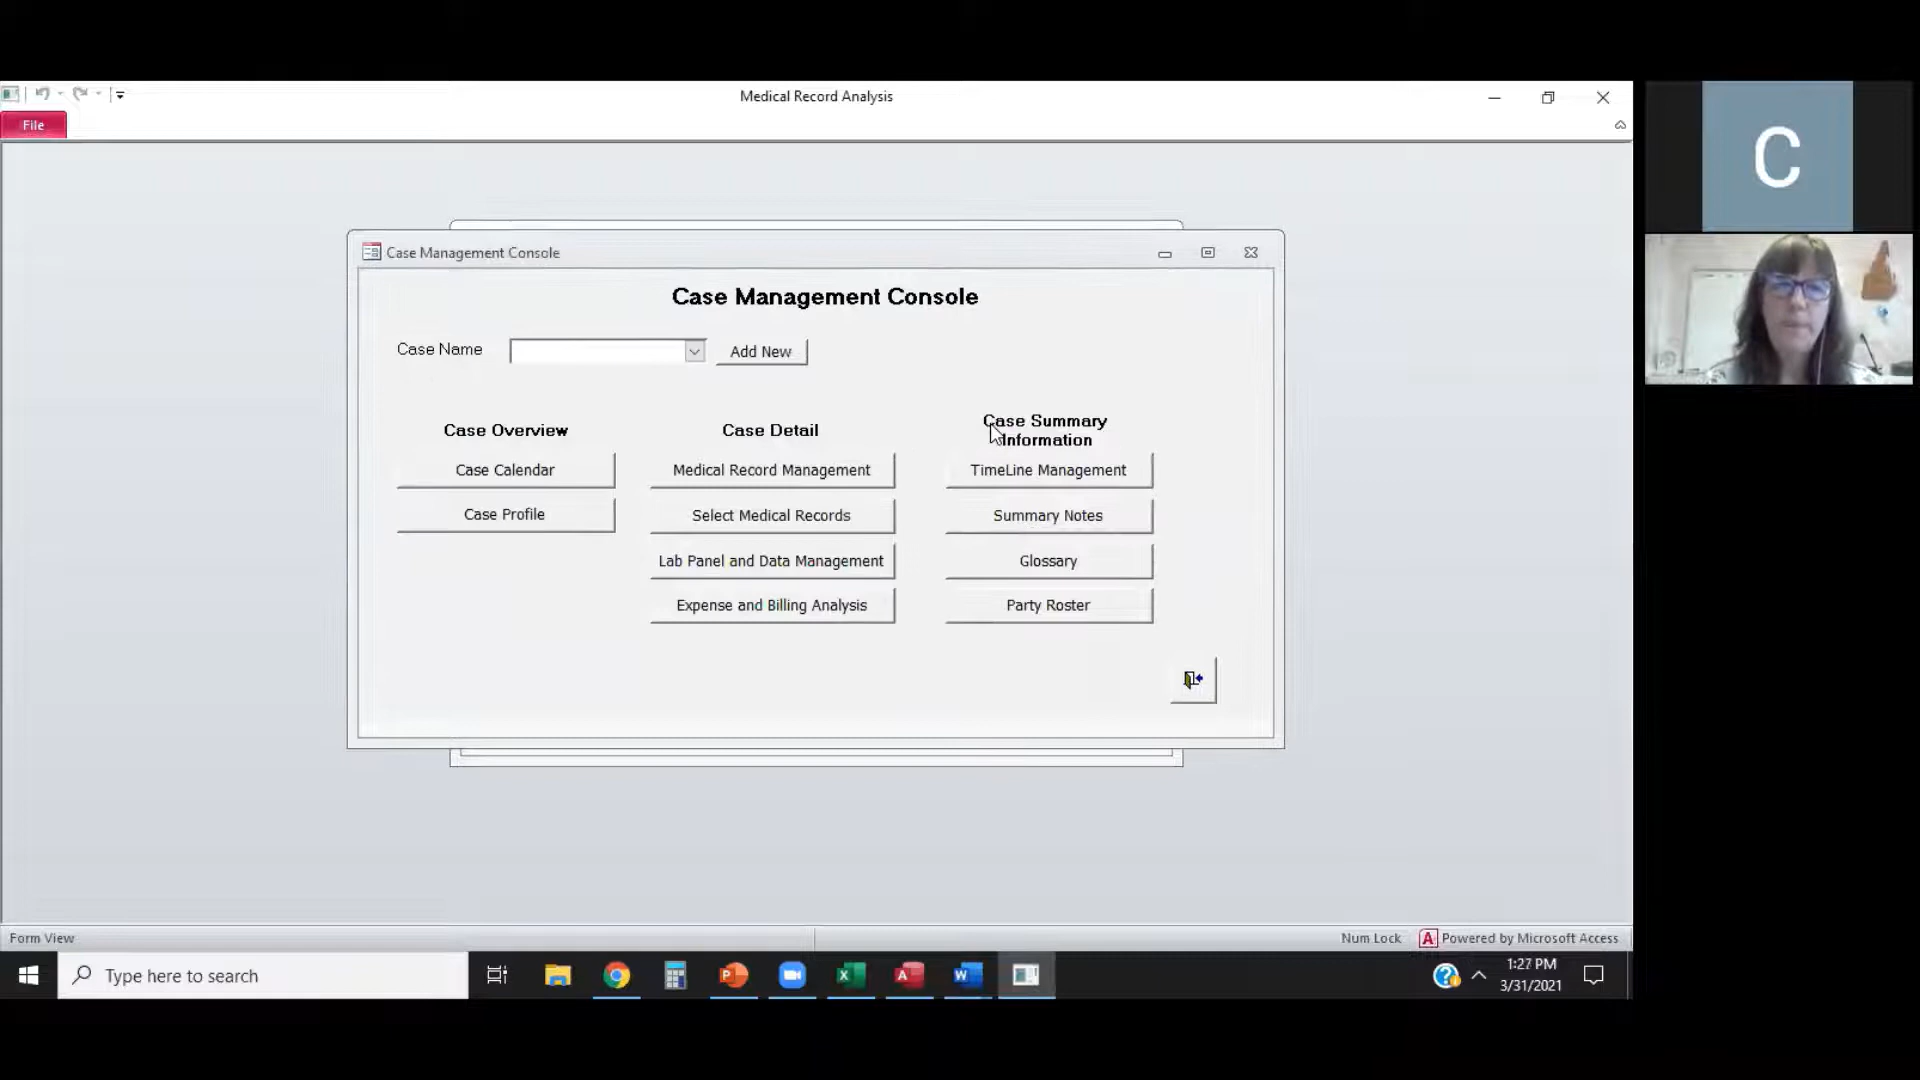 Medical Record Analysis
File
Case Management Console
Case Management Console
Case Name
Add New
Case Overview
Case Calendar
Case Profile
Case Detail
Medical Record Management
Select Medical Records
Lab Panel and Data Management
Expense and Billing Analysis
Case Summary
Information
TimeLine Management
Summary Notes
Glossary
Party Roster
C
Form View
Num Lock
A Powered by Microsoft Access
Type here to search
P
X
A
W
?
1:27 PM
3/31/2021